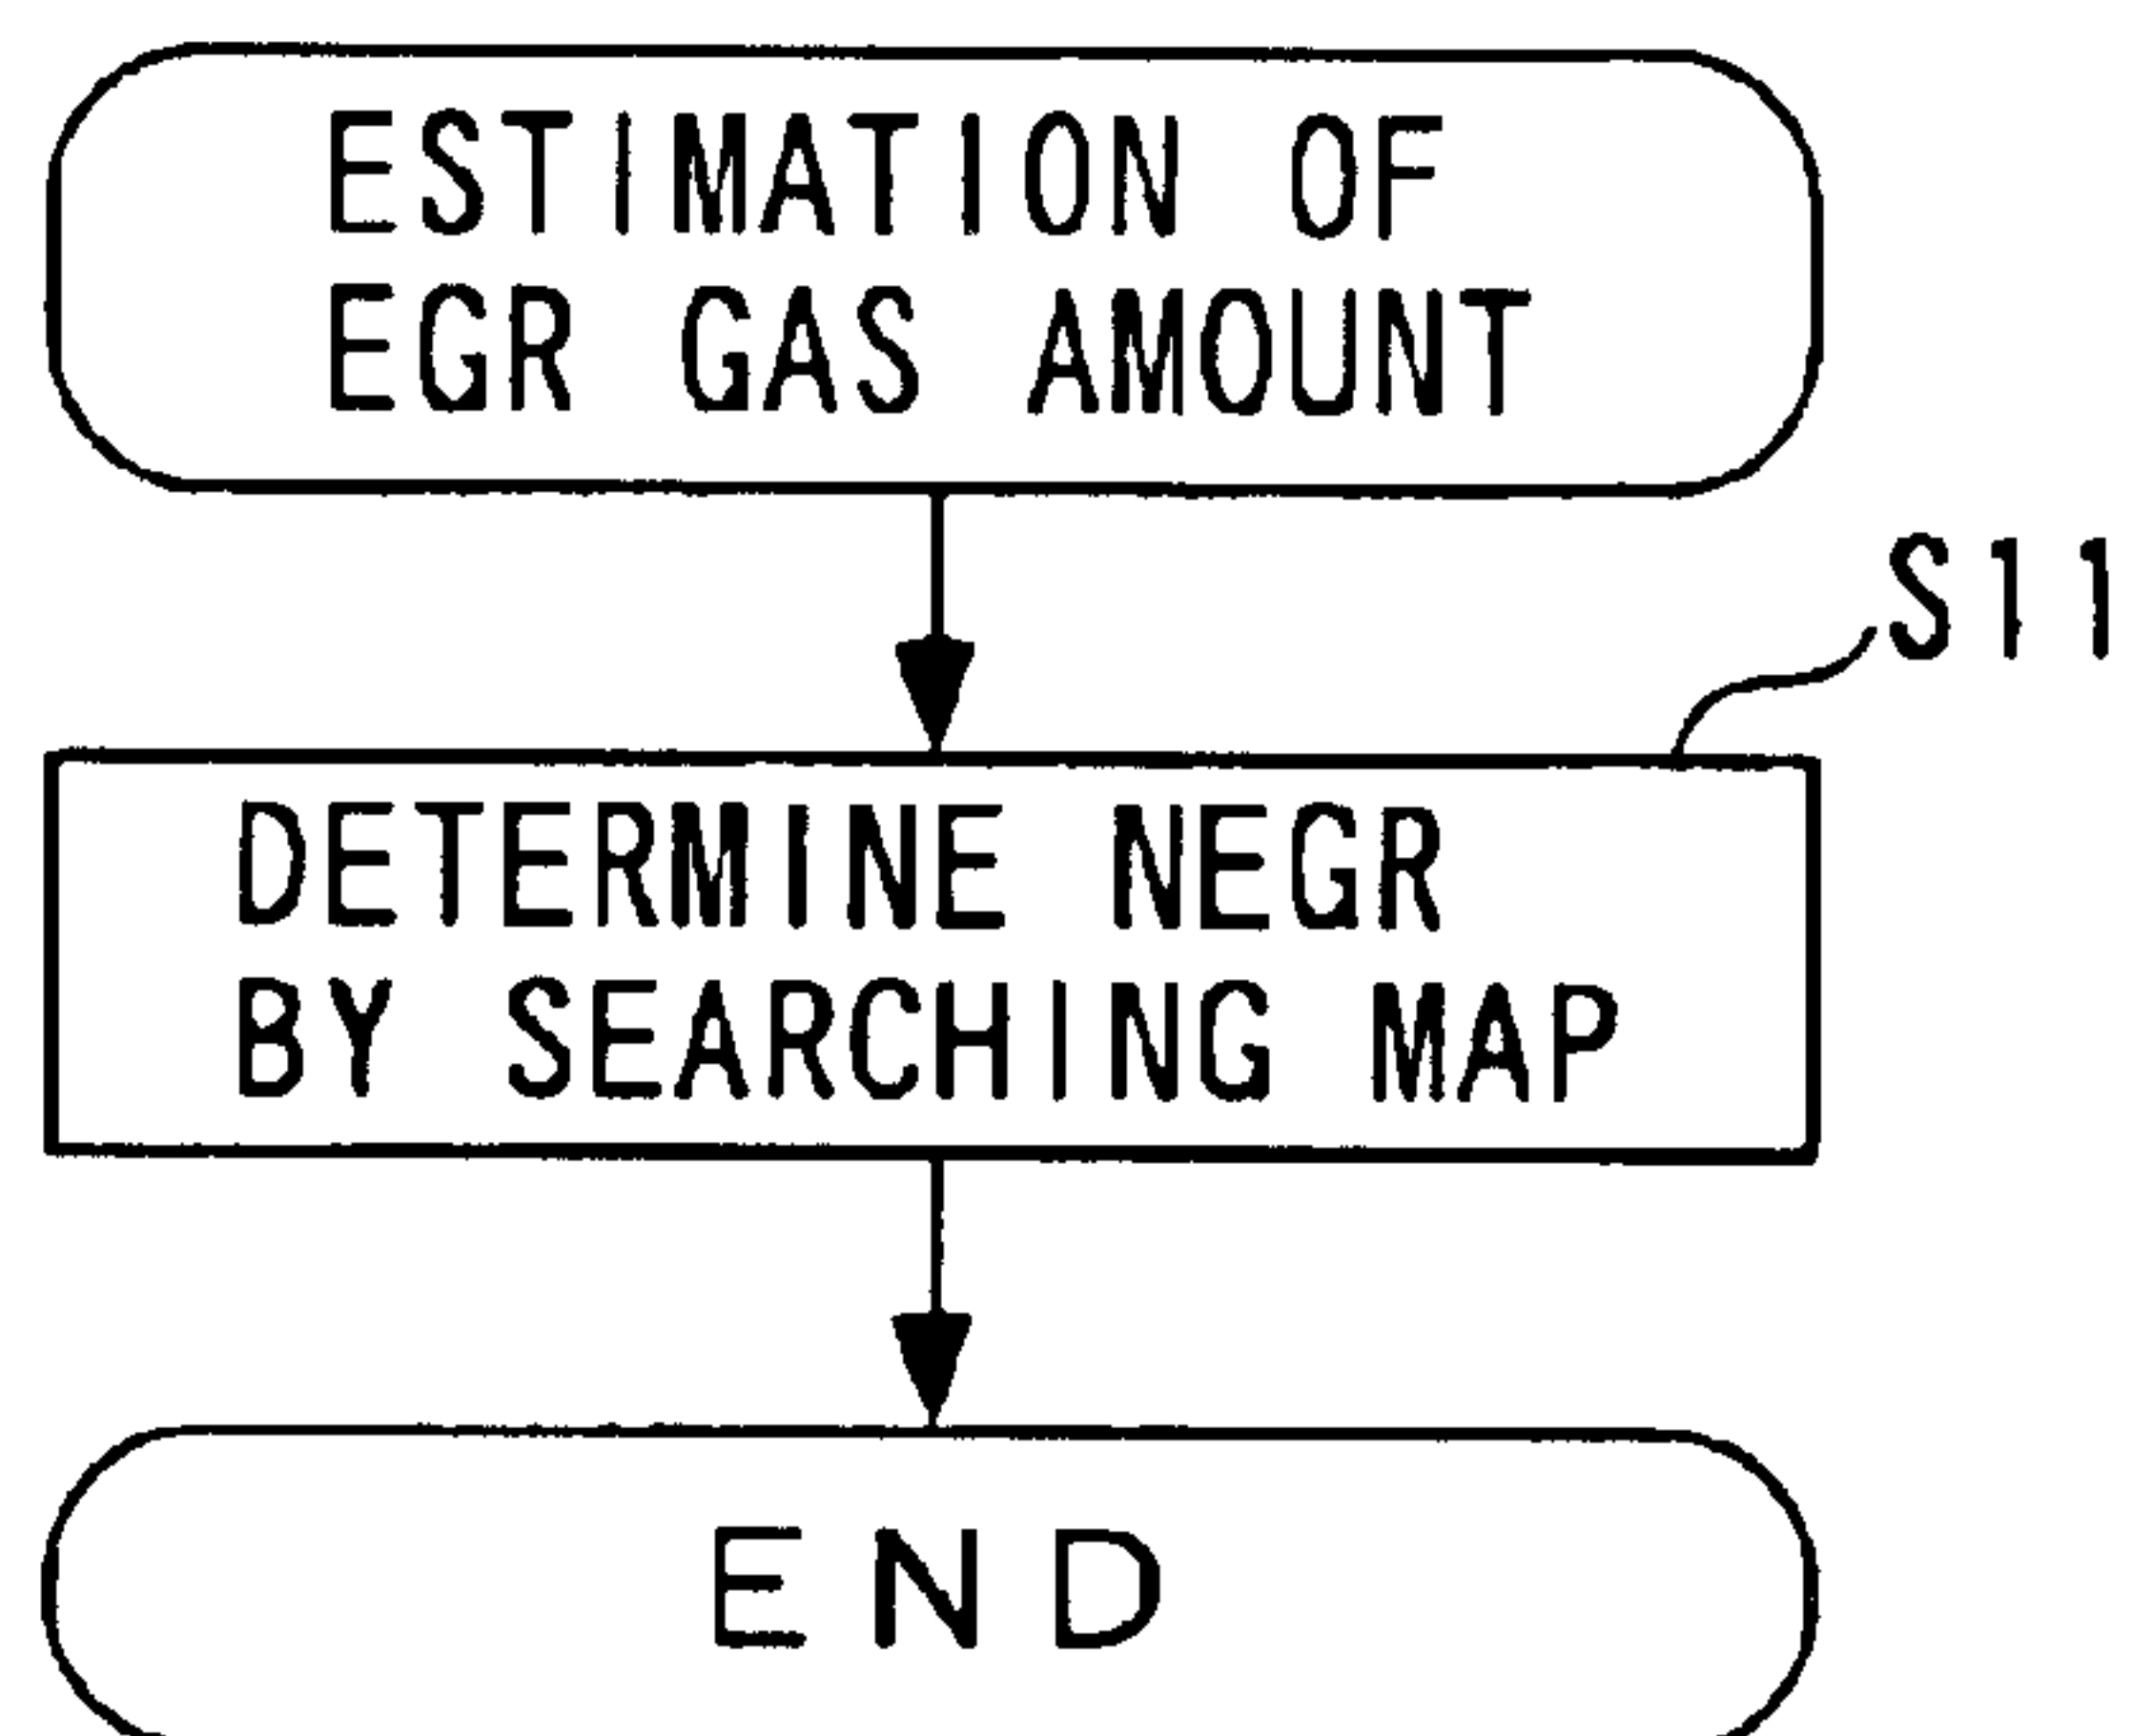 ESTIMATION OF
EGR GAS AMOUNT
S11
DETERMINE NEGR
BY SEARCHING MAP
END